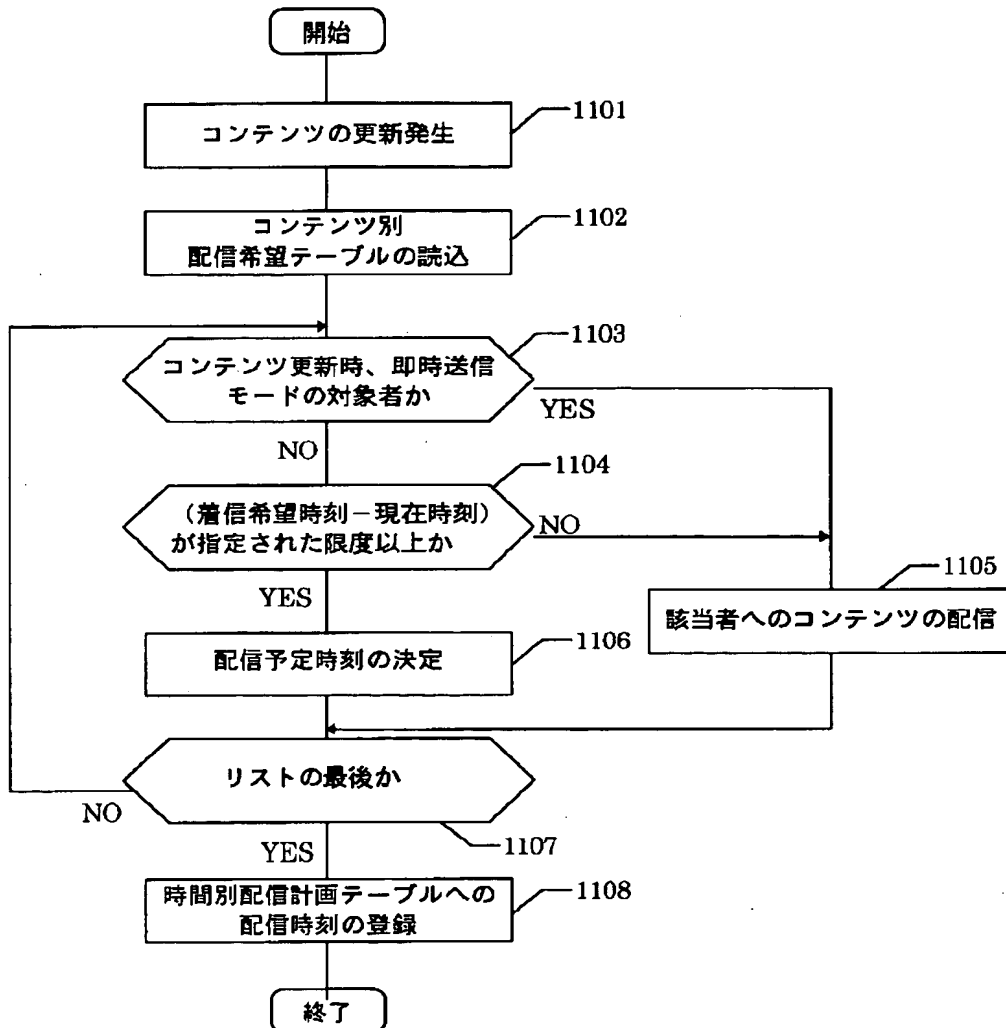 開始
コンテンツの更新発生
1101
コンテンツ別
配信希望テーブルの読込
1102
コンテンツ更新時、即時送信
モードの対象者か
1103
YES
NO
(着信希望時刻－現在時刻)
が指定された限度以上か
1104
NO
YES
該当者へのコンテンツの配信
1105
配信予定時刻の決定
1106
リストの最後か
NO
1107
YES
時間別配信計画テーブルへの
配信時刻の登録
1108
終了